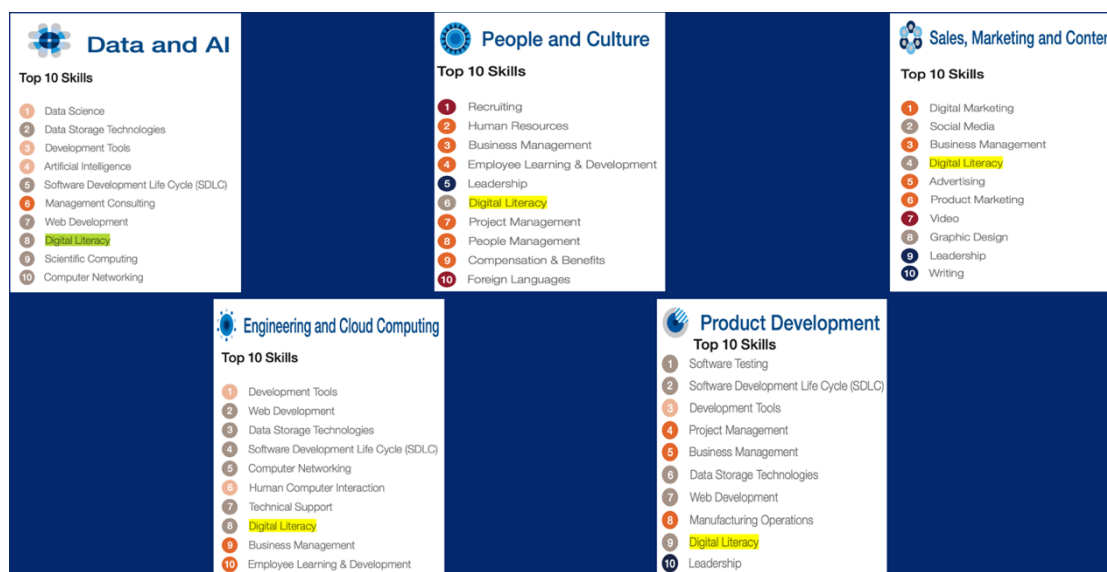 Data and AI
Top 10 Skills
1 Data Science
2 Data Storage Technologies
3 Development Tools
4 Artificial Intelligence
5 Software Development Life Cycle (SDLC)
6 Management Consulting
7 Web Development
8 Digital Literacy
9 Scientific Computing
10 Computer Networking
People and Culture
Top 10 Skills
1 Recruiting
2 Human Resources
3 Business Management
4 Employee Learning & Development
5 Leadership
6 Digital Literacy
7 Project Management
8 People Management
9 Compensation & Benefits
10 Foreign Languages
Sales, Marketing and Conter
Top 10 Skills
1 Digital Marketing
2 Social Media
3 Business Management
4 Digital Literacy
5 Advertising
6 Product Marketing
7 Video
8 Graphic Design
9 Leadership
10 Writing
Engineering and Cloud Computing
Top 10 Skills
1 Development Tools
2 Web Development
3 Data Storage Technologies
4 Software Development Life Cycle (SDLC)
5 Computer Networking
6 Human Computer Interaction
7 Technical Support
8 Digital Literacy
9 Business Management
10 Employee Learning & Development
Product Development
Top 10 Skills
1 Software Testing
2 Software Development Life Cycle (SDLC)
3 Development Tools
4 Project Management
5 Business Management
6 Data Storage Technologies
7 Web Development
8 Manufacturing Operations
9 Digital Literacy
10 Leadership